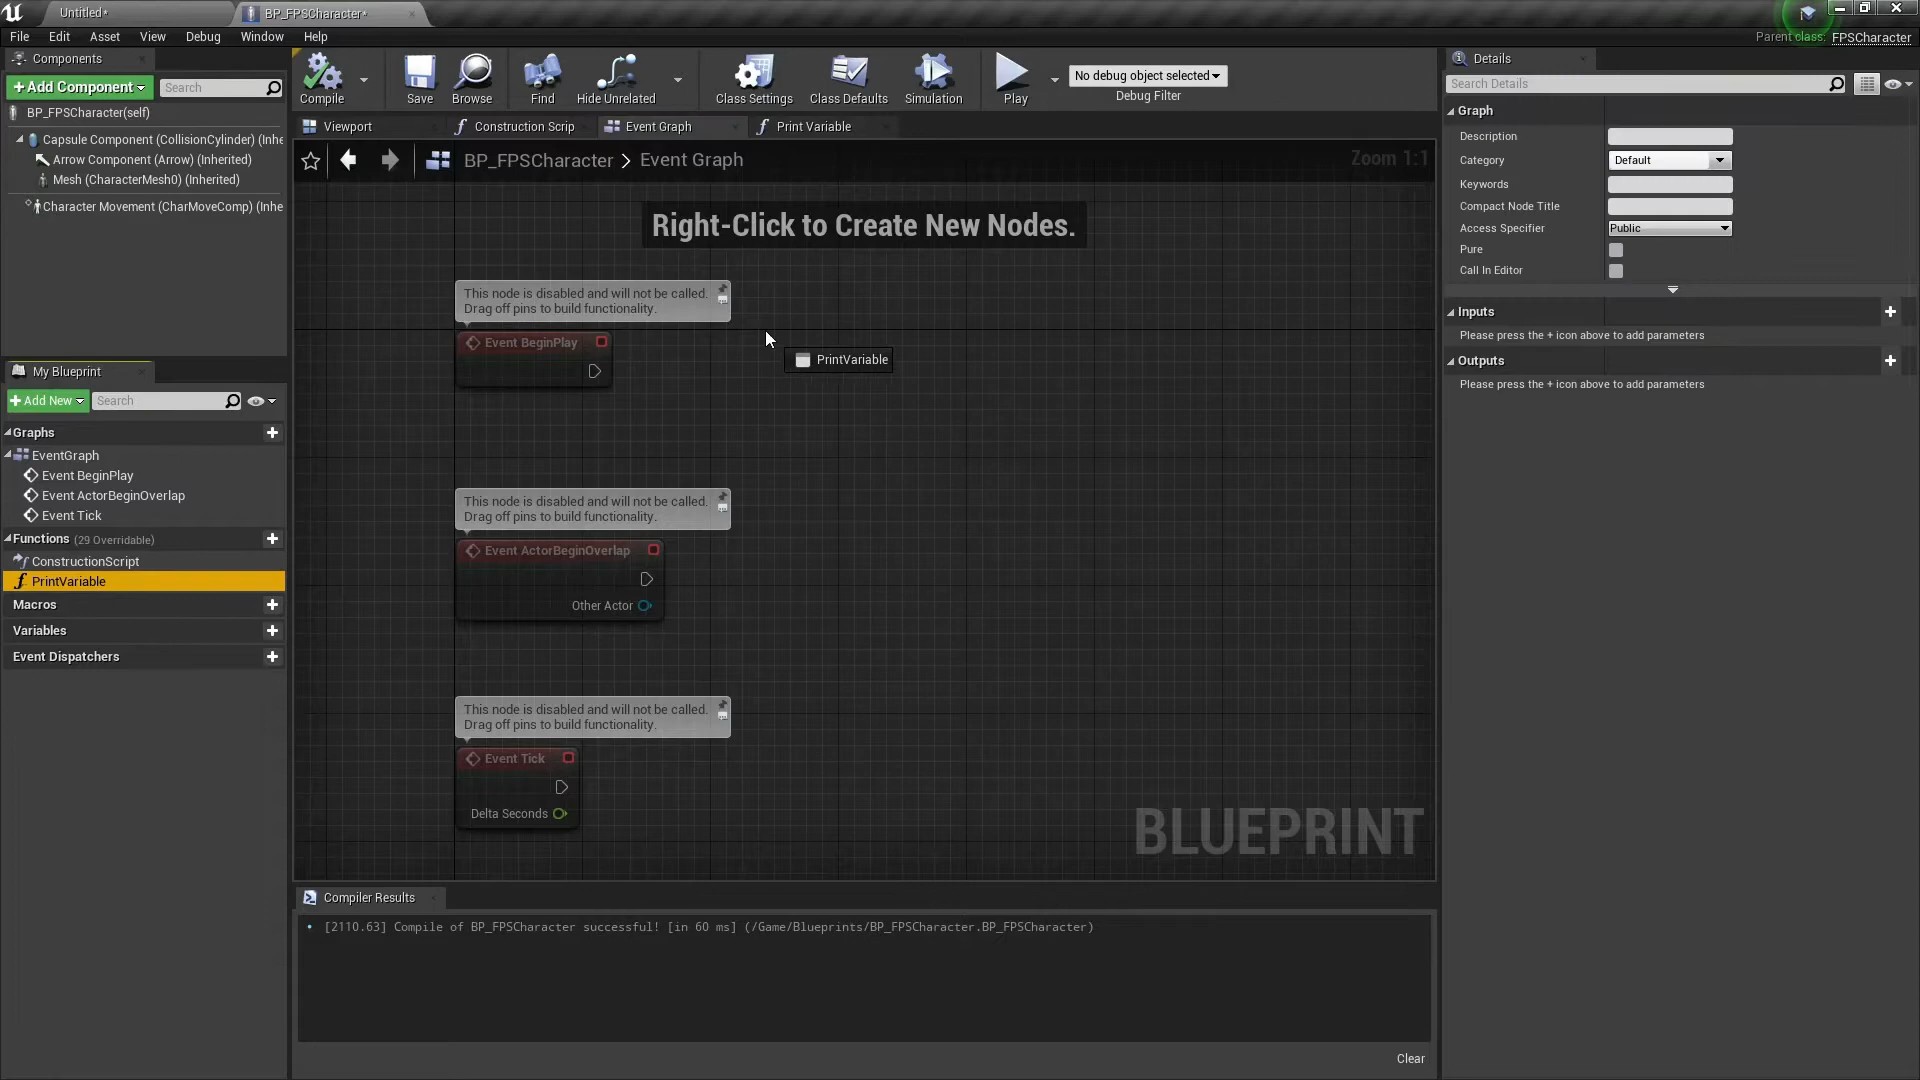 Untitled*
BP_FPSCharacter*
File Edit Asset View Debug Window Help
Parent class: FPSCharacter
Components
+Add Component
Search
BP_FPSCharacter(self)
Capsule Component (CollisionCylinder) (Inhe
Arrow Component (Arrow) (Inherited)
Mesh (CharacterMesh0) (Inherited)
Character Movement (CharMoveComp) (Inhe
Compile
Save
Browse
Find
Hide Unrelated
Class Settings
Class Defaults
Simulation
Play
No debug object selected
Debug Filter
Viewport
Construction Scrip
Event Graph
Print Variable
BP_FPSCharacter > Event Graph
Zoom 1:1
Right-Click to Create New Nodes.
This node is disabled and will not be called.
Drag off pins to build functionality.
Event BeginPlay
PrintVariable
This node is disabled and will not be called.
Drag off pins to build functionality.
Event ActorBeginOverlap
Other Actor
This node is disabled and will not be called.
Drag off pins to build functionality.
Event Tick
Delta Seconds
BLUEPRINT
My Blueprint
+Add New
Search
Graphs
EventGraph
Event BeginPlay
Event ActorBeginOverlap
Event Tick
Functions (29 Overridable)
ConstructionScript
PrintVariable
Macros
Variables
Event Dispatchers
Compiler Results
[2110.63] Compile of BP_FPSCharacter successful! [in 60 ms] (/Game/Blueprints/BP_FPSCharacter.BP_FPSCharacter)
Clear
Details
Search Details
Graph
Description
Category Default
Keywords
Compact Node Title
Access Specifier Public
Pure
Call In Editor
Inputs
Please press the + icon above to add parameters
Outputs
Please press the + icon above to add parameters